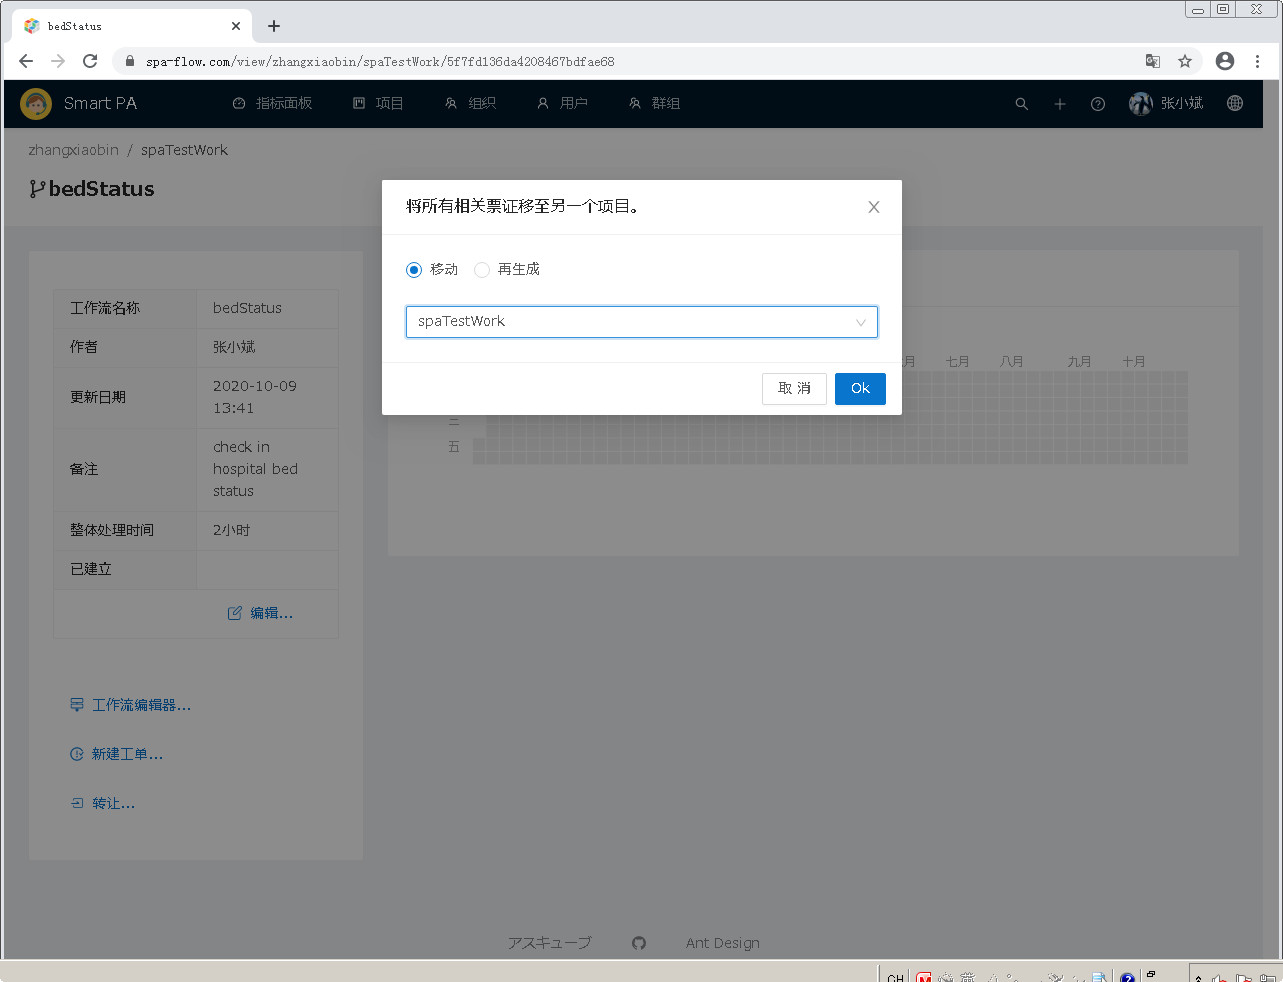 bedStatus
spa-flow.com/view/zhangxiaobin/spaTestWork/5f7fd136da4208467bdfae68
Smart PA
指标面板
项目
组织
用户
群组
张小斌
zhangxiaobin / spaTestWork
bedStatus
将所有相关票证移至另一个项目。
移动
再生成
spaTestWork
取 消
Ok
工作流名称
bedStatus
作者
张小斌
更新日期
2020-10-09
13:41
备注
check in
hospital bed
status
整体处理时间
2小时
已建立
编辑...
月
七月
八月
九月
十月
三
五
工作流编辑器...
新建工单...
转让...
アスキューブ
Ant Design
CH